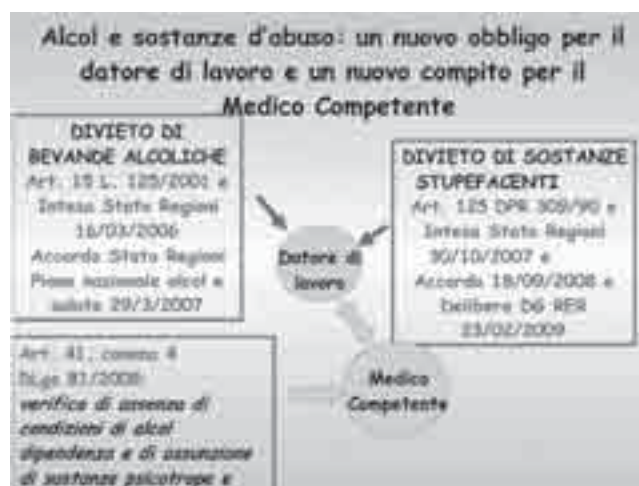 Alcol e sostanze d'abuso: un nuovo obbligo per il
datore di lavoro e un nuovo compito per il
Medico Competente
DIVIETO DI
BEVANDE ALCOLICHE
Art. 15 L. 125/2001 e
Intesa Stato Regioni
16/03/2006
Accordo Stato Regioni
Piano nazionale alcol e
salute 29/3/2007
DIVIETO DI SOSTANZE
STUPEFACENTI
Art. 125 DPR 309/90 e
Intesa Stato Regioni
30/10/2007 e
Accordo 18/09/2008 e
Delibera DG RER
23/02/2009
Datore di
lavoro
Medico
Competente
Art. 41, comma 4
DLgs 81/2008:
verifica di assenza di
condizioni di alcol
dipendenza e di assunzione
di sostanze psicotrope e